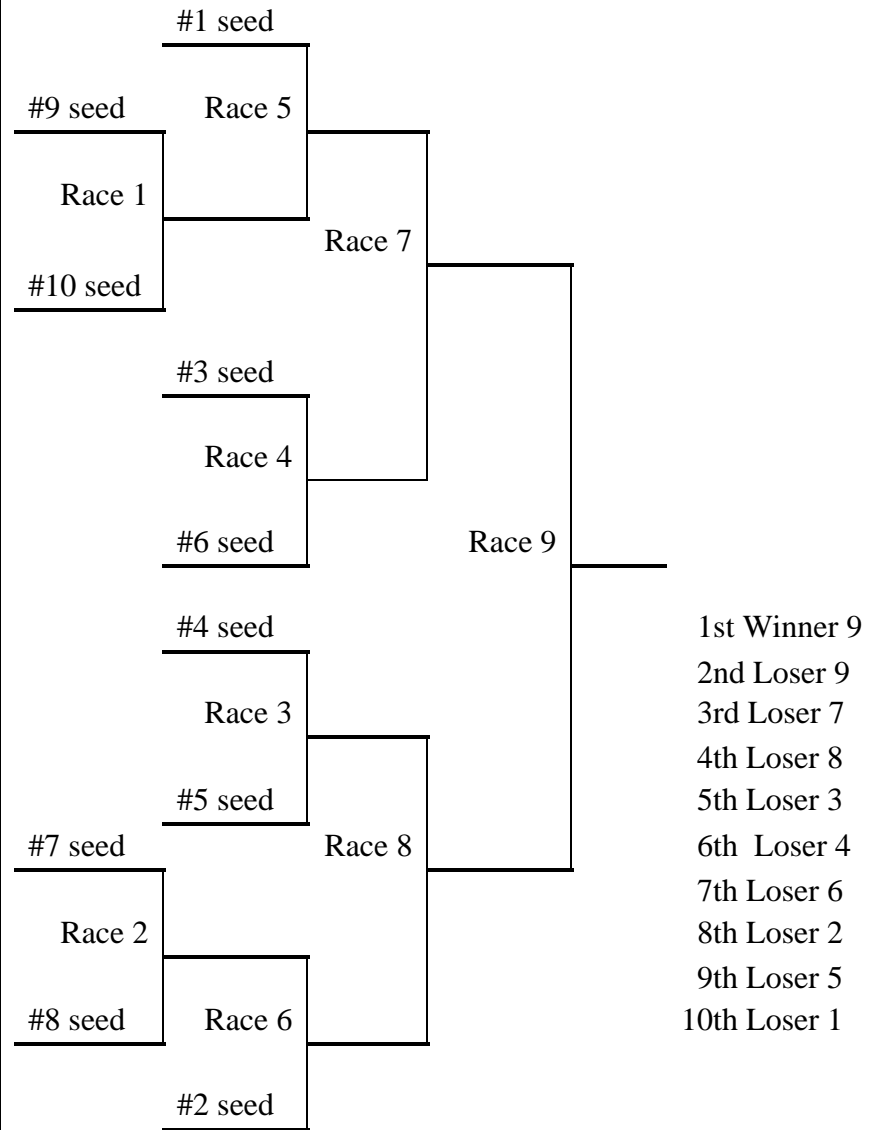 #1 seed
#9 seed
Race 5
Race 1
Race 7
#10 seed
#3 seed
Race 4
#6 seed
Race 9
#4 seed
1st Winner 9
2nd Loser 9
Race 3
3rd Loser 7
4th Loser 8
#5 seed
5th Loser 3
#7 seed
Race 8
6th  Loser 4
7th Loser 6
Race 2
8th Loser 2
9th Loser 5
#8 seed
Race 6
10th Loser 1
#2 seed